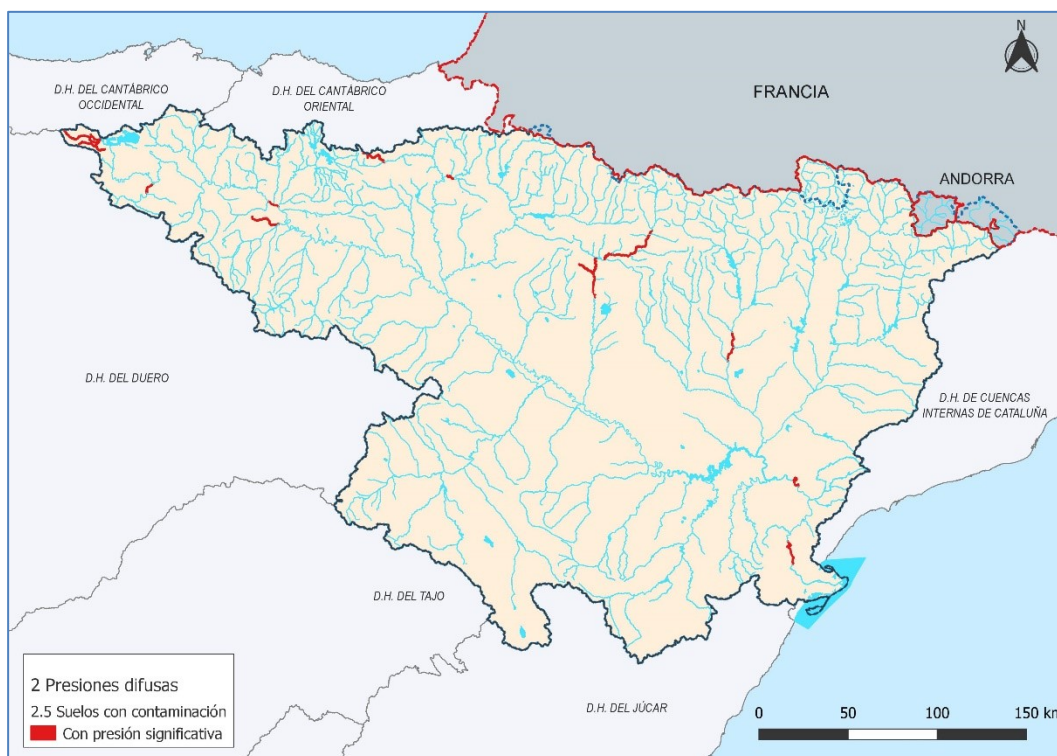 N
D.H. DEL CANTÁBRICO
OCCIDENTAL
D.H. DEL CANTÁBRICO
ORIENTAL
FRANCIA
ANDORRA
D.H. DEL DUERO
D.H. DE CUENCAS
INTERNAS DE CATALUÑA
D.H. DEL TAJO
D.H. DEL JÚCAR
2 Presiones difusas
2.5 Suelos con contaminación
Con presión significativa
0 50 100 150 km